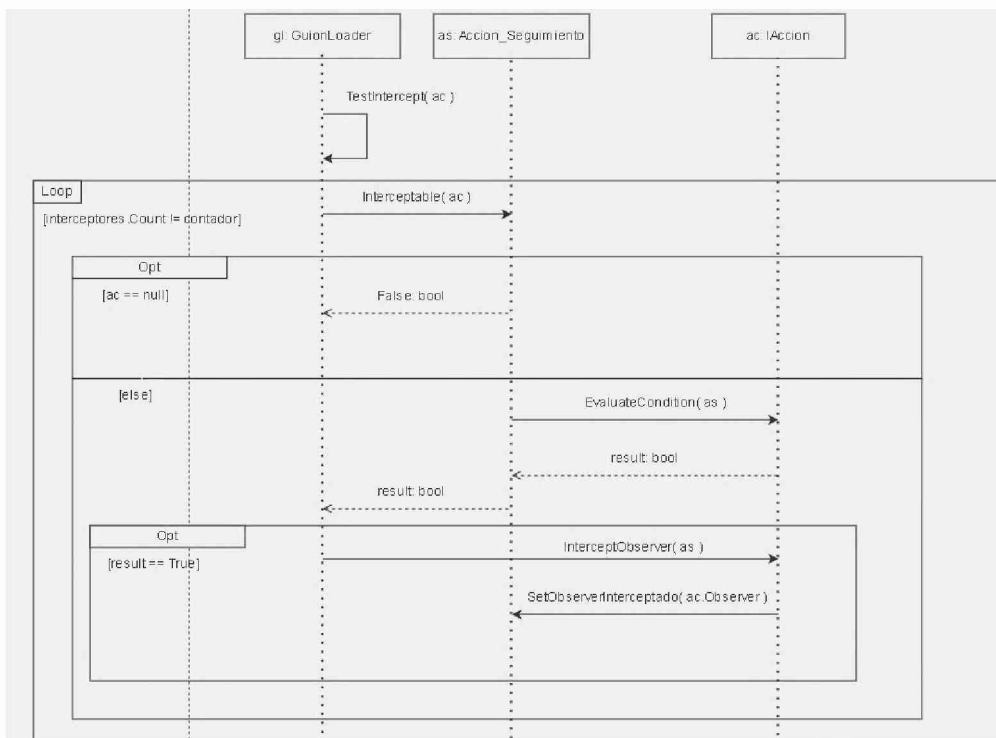 gl: GuionLoader
as: Accion_Seguimiento
ac: IAccion
TestIntercept( ac )
Loop
Interceptable( ac )
[interceptores.Count != contador]
Opt
[ac == null]
False: bool
[else]
EvaluateCondition( as )
result: bool
result: bool
Opt
InterceptObserver( as )
[result == True]
SetObserverInterceptado( ac.Observer )